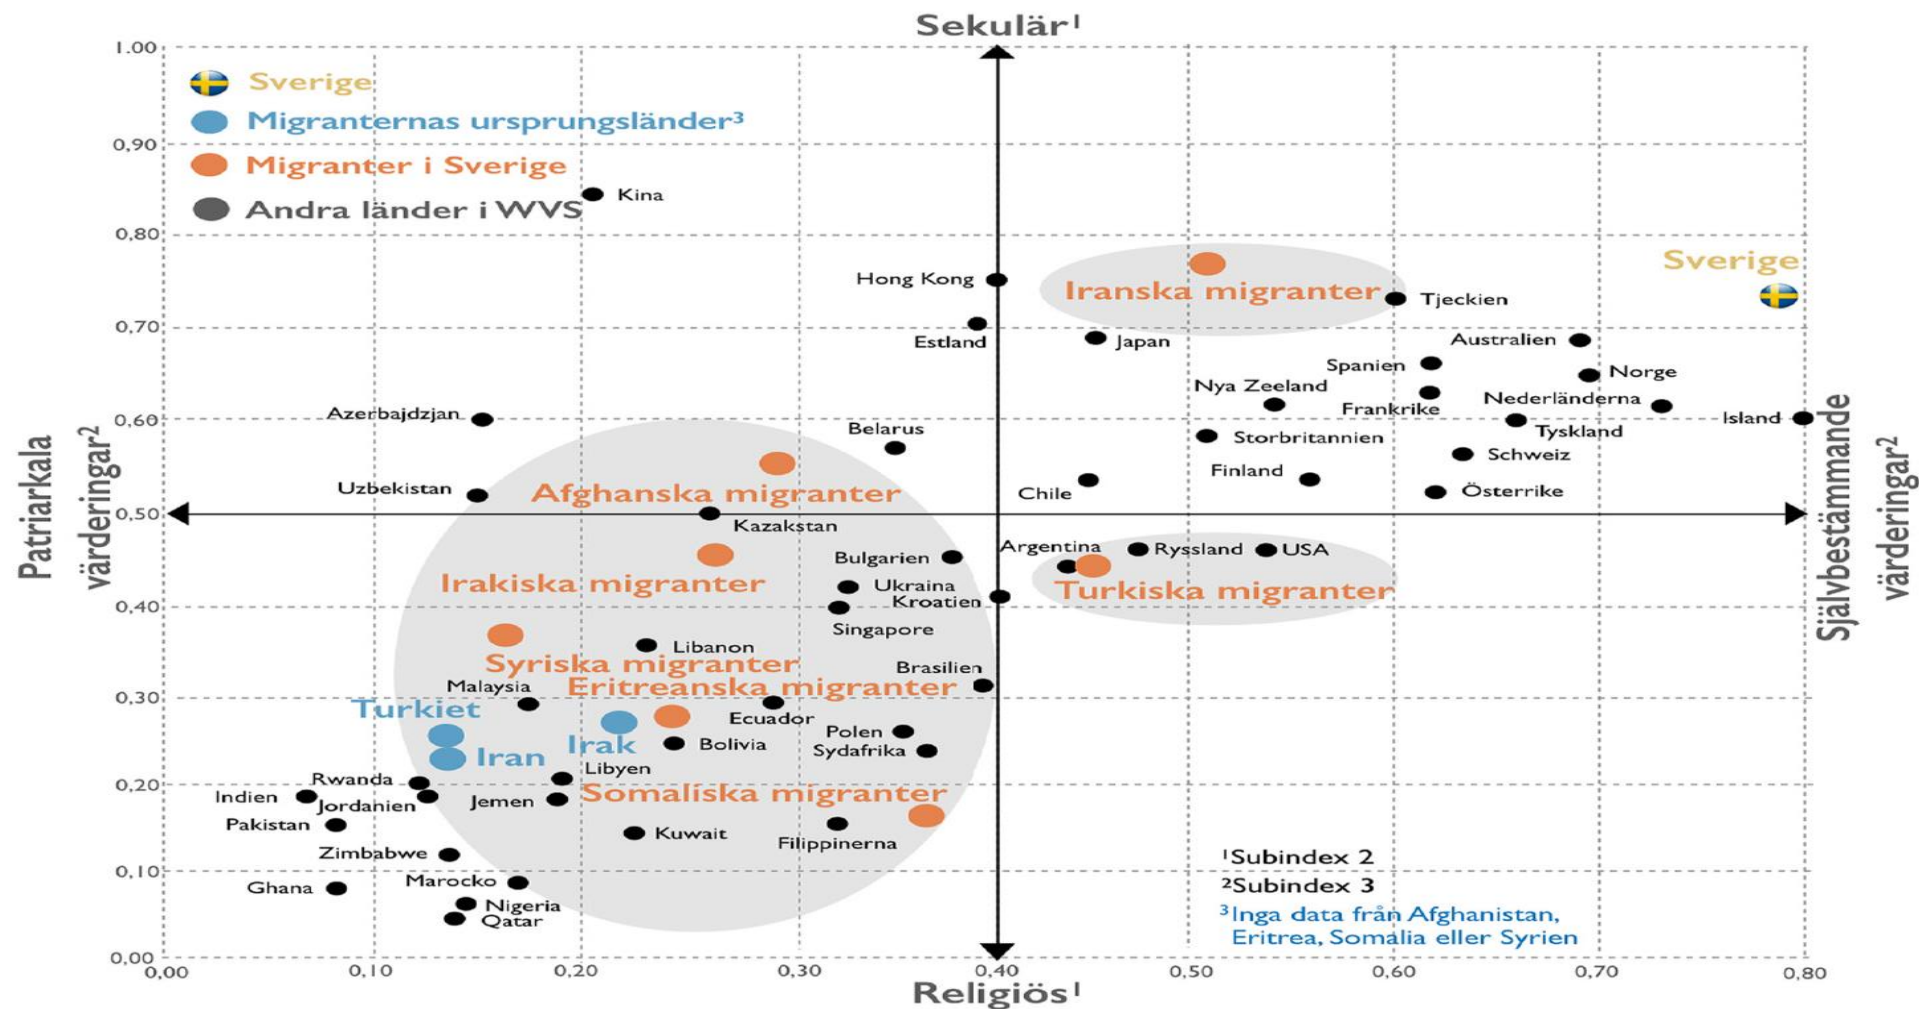 Sekulär¹
1.00
Sverige
Migranternas ursprungsländer³
0,90
Migranter i Sverige
Kina
Andra länder i WVS
0,80
Sverige
Hong Kong
Iranska migranter
Tjeckien
0,70
Estland
Japan
Australien
Spanien
Norge
Nya Zeeland
Nederländerna
Frankrike
Azerbajdzjan
0,60
Island
Belarus
Tyskland
Storbritannien
Schweiz
Finland
Uzbekistan
Afghanska migranter
Chile
Österrike
Patriarkala
värderingar²
Självbestämmande
värderingar²
0.50
Kazakstan
Argentina
Ryssland
USA
Bulgarien
Irakiska migranter
Ukraina
Turkiska migranter
Kroatien
0,40
Singapore
Libanon
Syriska migranter
Brasilien
Malaysia
Eritreanska migranter
0.30
Turkiet
Ecuador
Polen
Irak
Bolivia
Sydafrika
Iran
Libyen
Rwanda
0.20
Somaliska migranter
Indien
Jordanien
Jemen
Pakistan
Kuwait
Filippinerna
Zimbabwe
¹Subindex 2
0.10
Marocko
Ghana
²Subindex 3
Nigeria
Qatar
³Inga data från Afghanistan,
Eritrea, Somalia eller Syrien
0,00
0,00
0,10
0,20
0,30
0,40
0,50
0,60
0,70
0,80
Religiös¹